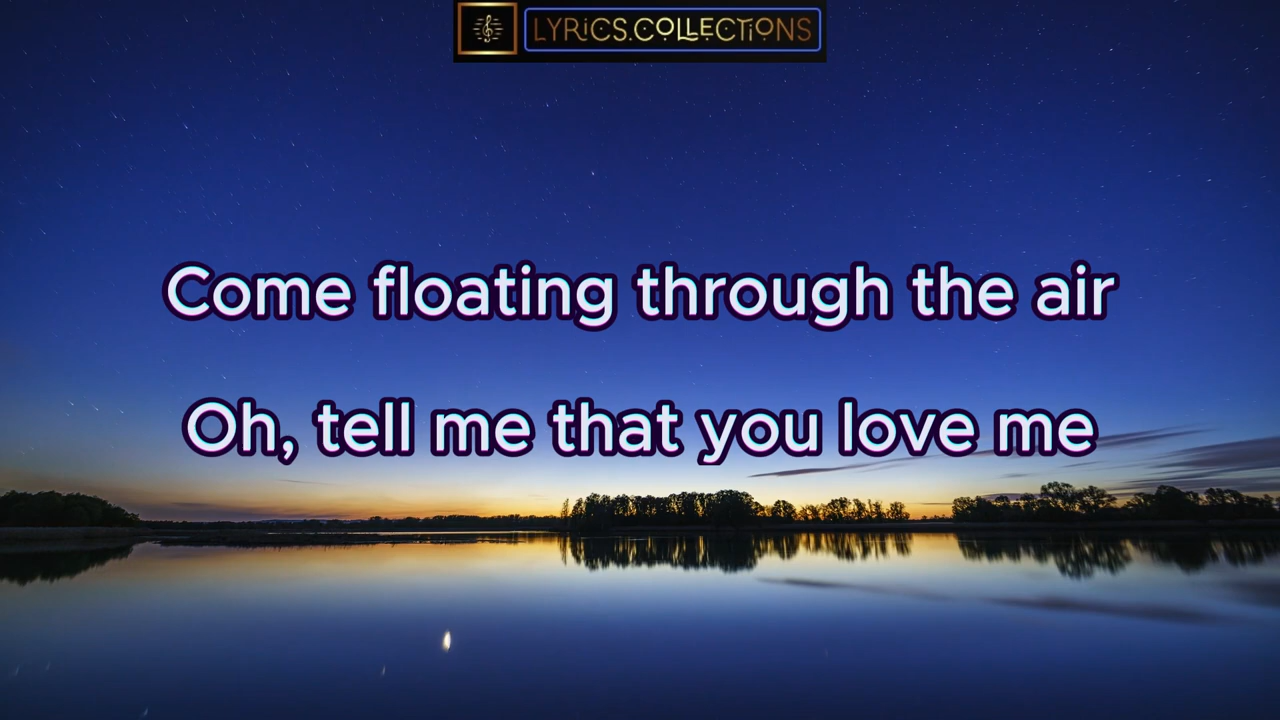 LYRICS.COLLECTIONS
Come floating through the air
Oh, tell me that you love me